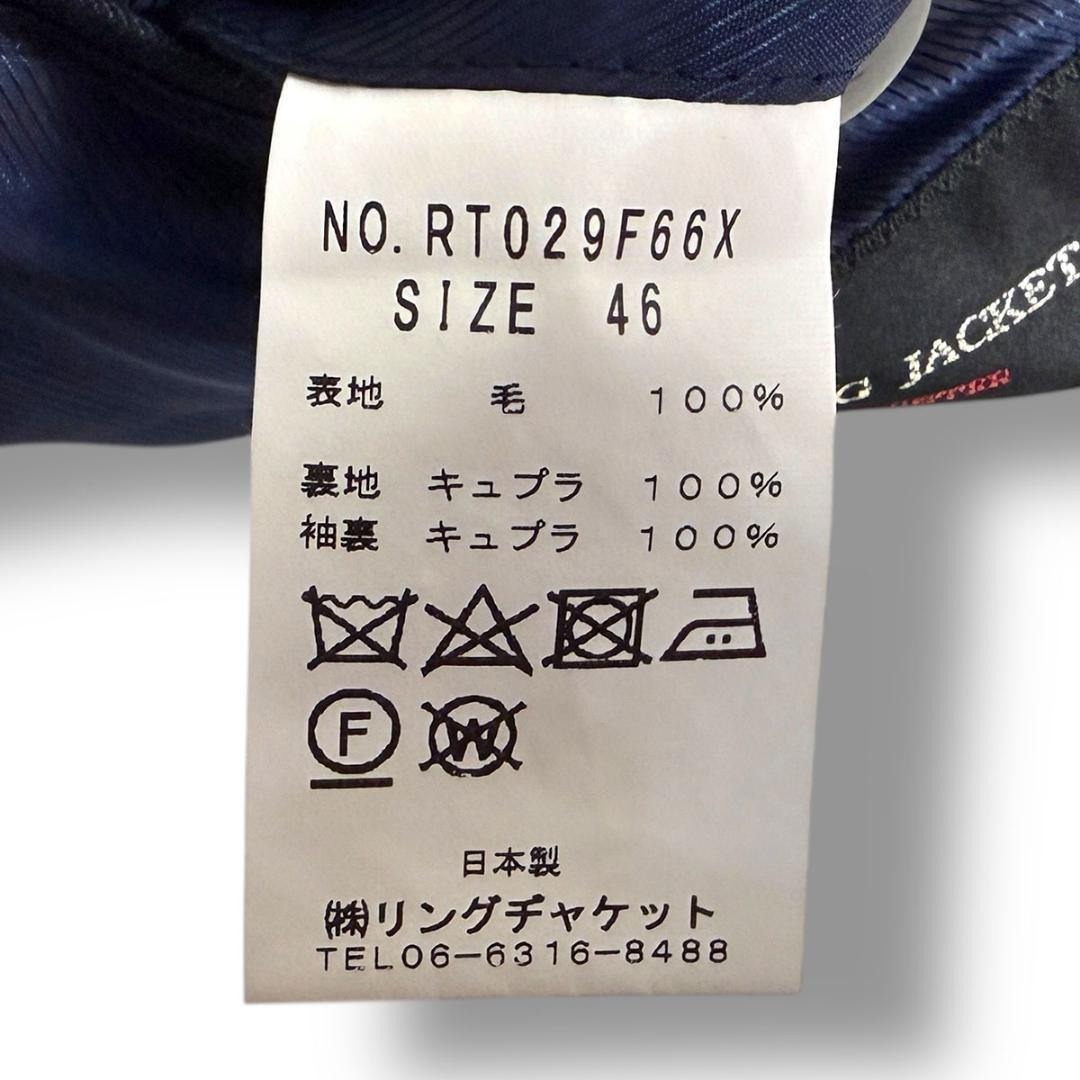 NO. RT029F66X
SIZE 46
表地 毛 100%
裏地 キュプラ 100%
袖裏 キュプラ 100%
F W
日本製
(株)リングヂャケット
TEL06-6316-8488
G JACKET